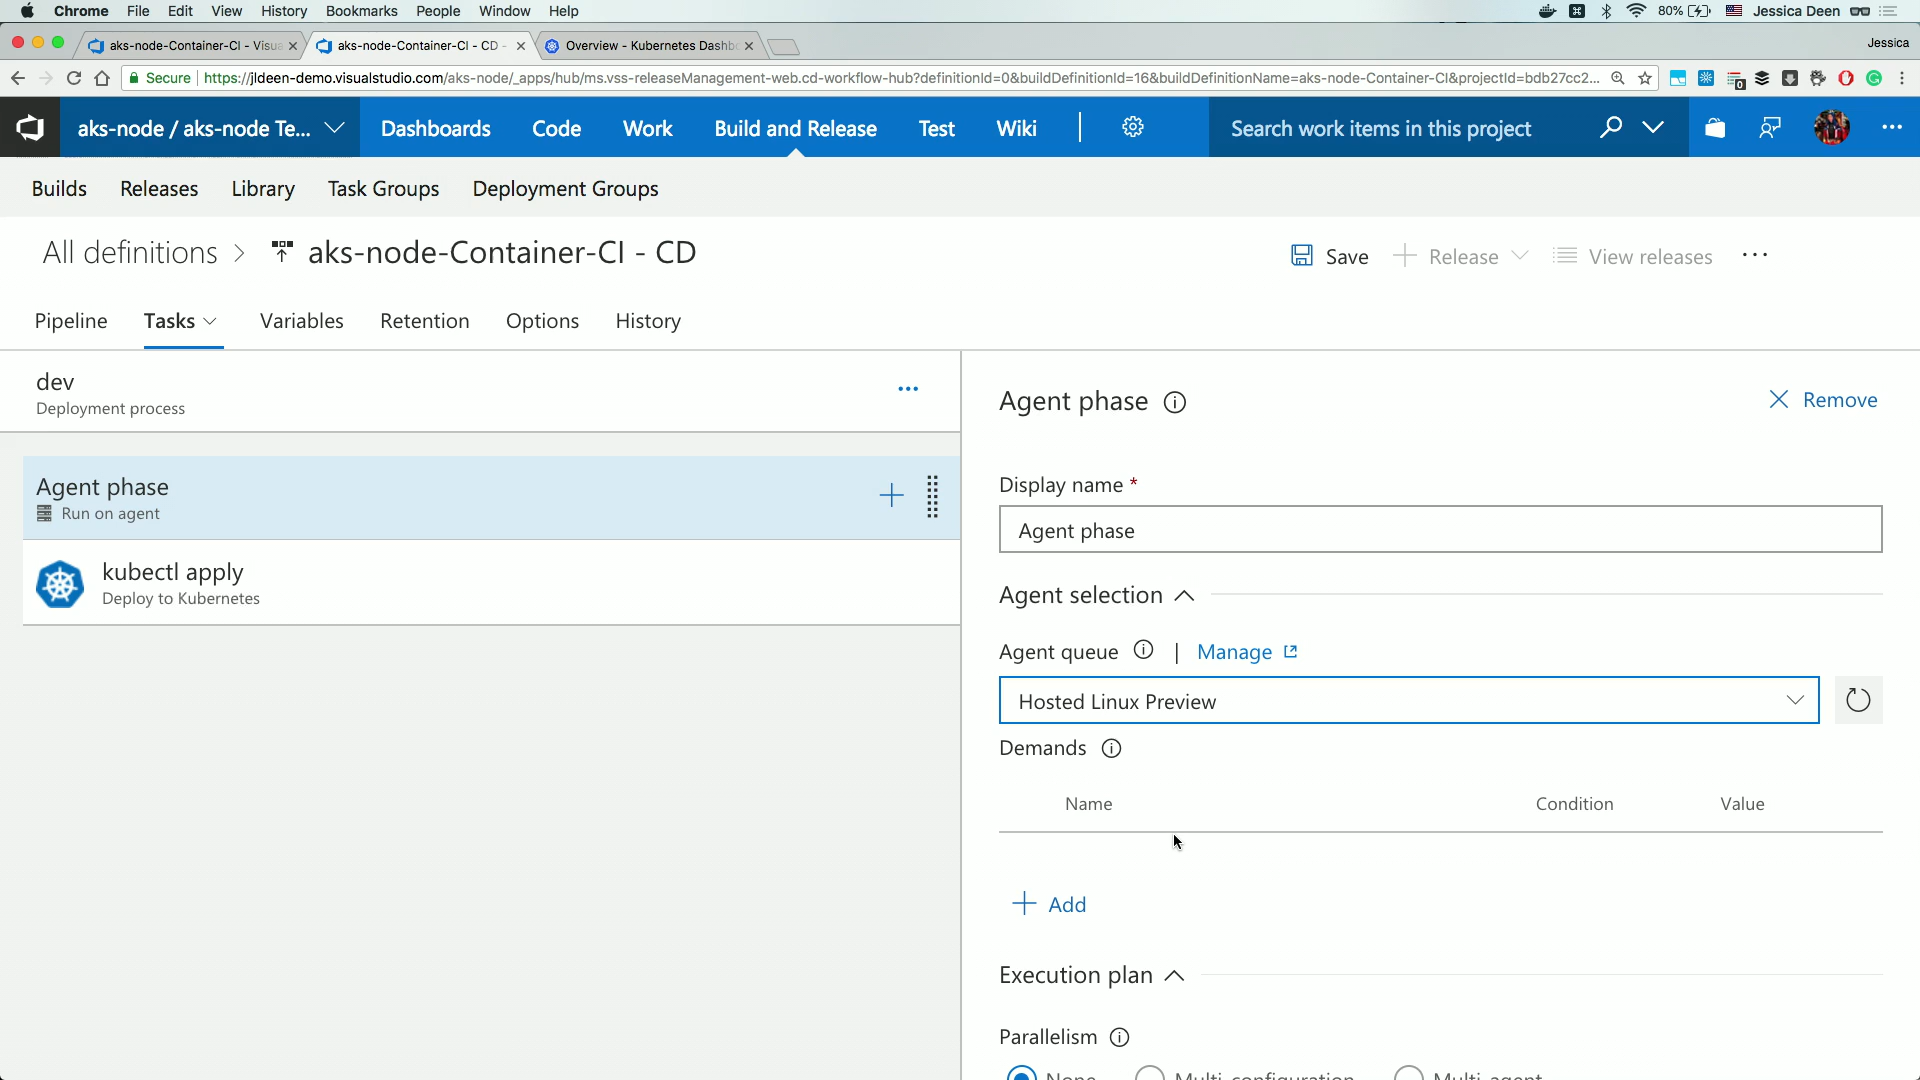 Chrome File Edit View History Bookmarks People Window Help 80% Jessica Deen
aks-node-Container-CI - Visua aks-node-Container-CI - CD - Overview - Kubernetes Dashb Jessica
Secure https://jldeen-demo.visualstudio.com/aks-node/_apps/hub/ms.vss-releaseManagement-web.cd-workflow-hub?definitionId=0&buildDefinitionId=16&buildDefinitionName=aks-node-Container-CI&projectId=bdb27cc2...
aks-node / aks-node Te... Dashboards Code Work Build and Release Test Wiki Search work items in this project
Builds Releases Library Task Groups Deployment Groups
All definitions > aks-node-Container-CI - CD Save + Release View releases ...
Pipeline Tasks Variables Retention Options History
dev
Deployment process
Agent phase
Run on agent
kubectl apply
Deploy to Kubernetes
Agent phase Remove
Display name *
Agent phase
Agent selection
Agent queue | Manage
Hosted Linux Preview
Demands
Name Condition Value
+ Add
Execution plan
Parallelism
None Multi-configuration Multi-agent